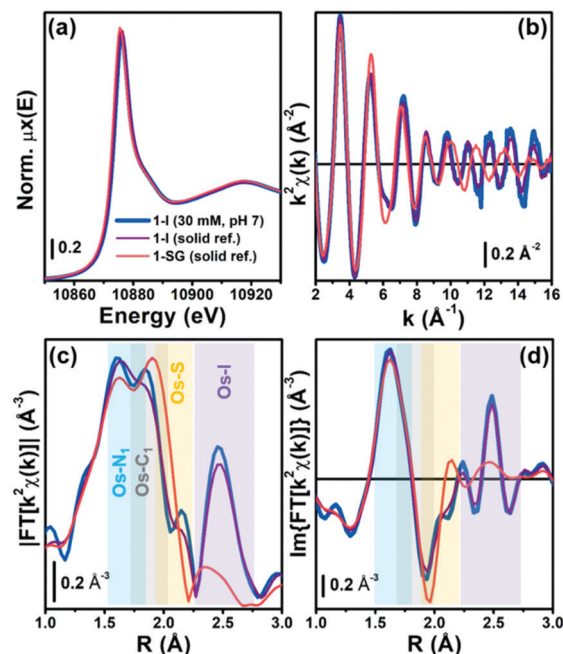 (a)
Norm. µx(E)
0.2
1-I (30 mM, pH 7)
1-I (solid ref.)
1-SG (solid ref.)
10860 10880 10900 10920
Energy (eV)
(b)
k²χ(k) (Å⁻²)
0.2 Å⁻²
2 4 6 8 10 12 14 16
k (Å⁻¹)
(c)
|FT[k²χ(k)]| (Å⁻³)
Os-N₁
Os-C₁
Os-S
Os-I
0.2 Å⁻³
1.0 1.5 2.0 2.5 3.0
R (Å)
(d)
Im{FT[k²χ(k)]} (Å⁻³)
0.2 Å⁻³
1.0 1.5 2.0 2.5 3.0
R (Å)